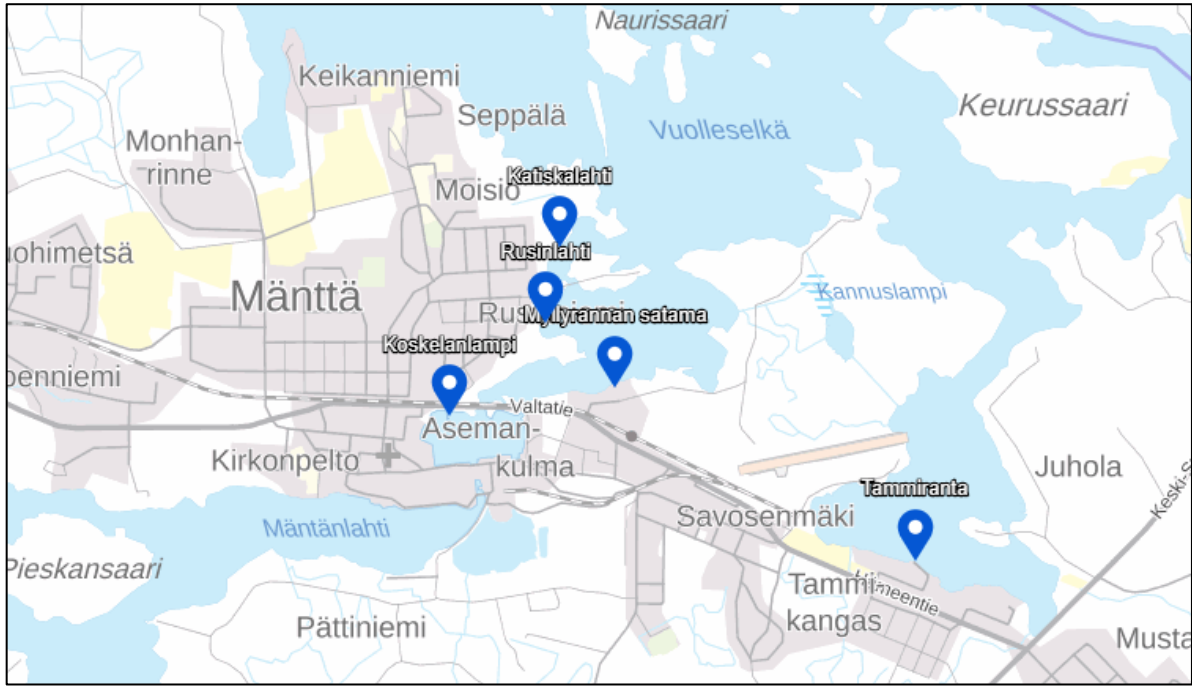 Naurissaari
Keikanniemi
Keurussaari
Seppälä
Vuolleselkä
Monhan-
rinne
Katiskalahti
Moisio
uohimetsä
Rusinlahti
Kannuslampi
Mänttä
Myllyrannan satama
Koskelanlampi
penniemi
Valtatie
Aseman-
kulma
Kirkonpelto
Juhola
Tammiranta
Savosenmäki
Keski-S
Mäntänlahti
Pieskansaari
Tammi-
kangas
Hämeentie
Pättiniemi
Musta